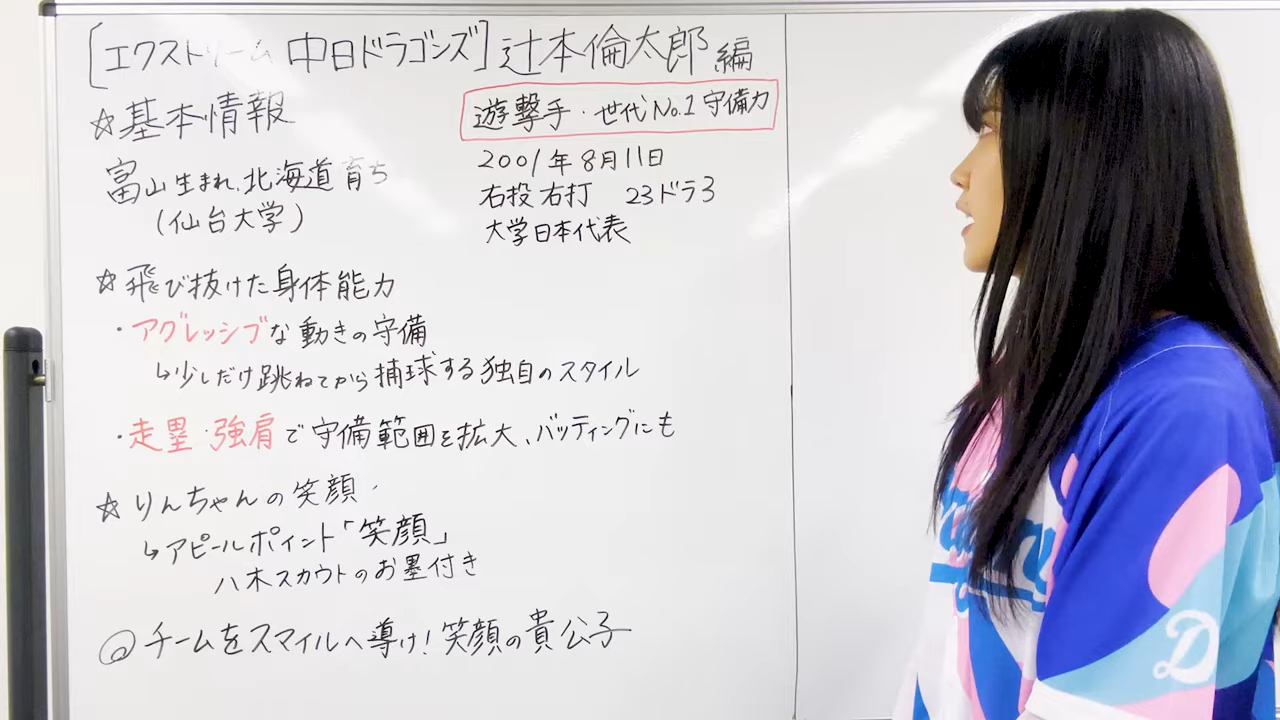 [エクストリーム 中日ドラゴンズ] 辻本倫太郎 編
☆基本情報
遊撃手・世代No.1守備力
富山生まれ、北海道育ち
(仙台大学)
2001年8月11日
右投右打 23ドラ3
大学日本代表
☆飛び抜けた身体能力
・アグレッシブな動きの守備
↳少しだけ跳ねてから捕球する独自のスタイル
・走塁・強肩で守備範囲を拡大、バッティングにも
☆りんちゃんの笑顔・
↳アピールポイント「笑顔」
八木スカウトのお墨付き
◎チームをスマイルへ導け!笑顔の貴公子
D